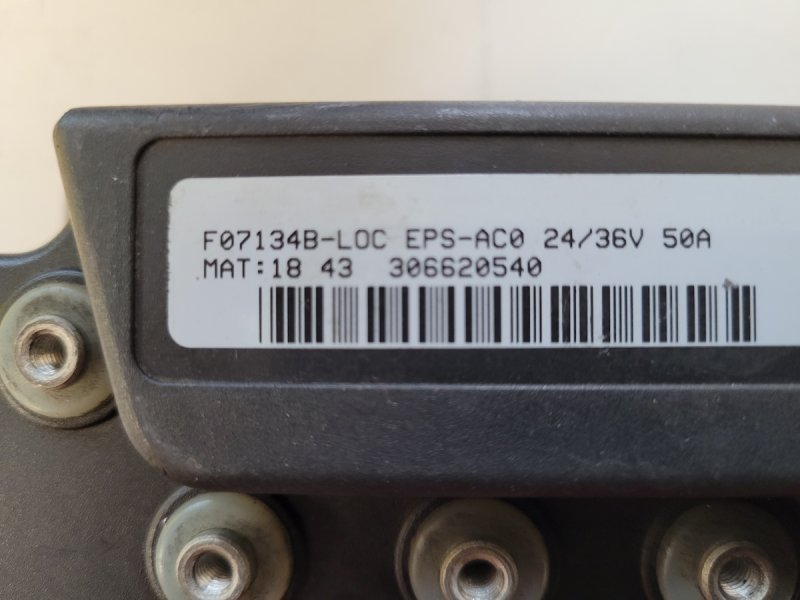 F07134B-LOC EPS-AC0 24/36V 50A
MAT:18 43 306620540